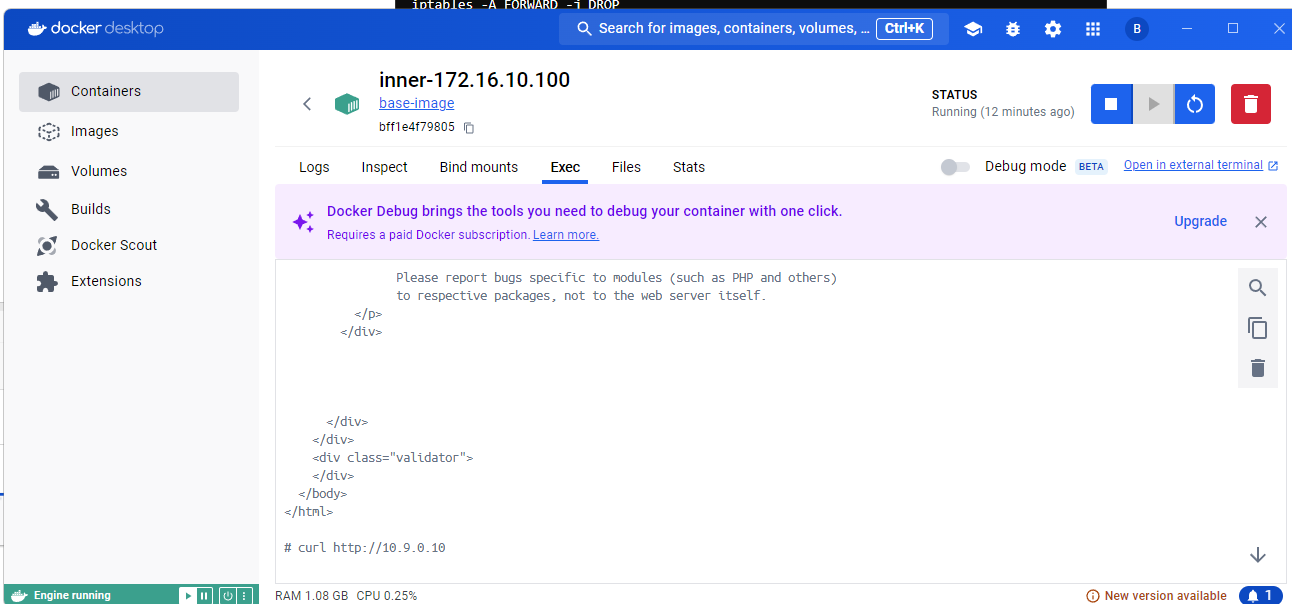 iptables -A FORWARD -j DROP
docker desktop
Search for images, containers, volumes, ...
Ctrl+K
B
Containers
Images
Volumes
Builds
Docker Scout
Extensions
inner-172.16.10.100
base-image
bff1e4f79805
STATUS
Running (12 minutes ago)
Logs
Inspect
Bind mounts
Exec
Files
Stats
Debug mode
BETA
Open in external terminal
Docker Debug brings the tools you need to debug your container with one click.
Requires a paid Docker subscription. Learn more.
Upgrade
Please report bugs specific to modules (such as PHP and others)
to respective packages, not to the web server itself.
</p>
</div>
</div>
</div>
<div class="validator">
</div>
</body>
</html>
# curl http://10.9.0.10
Engine running
RAM 1.08 GB CPU 0.25%
New version available
1